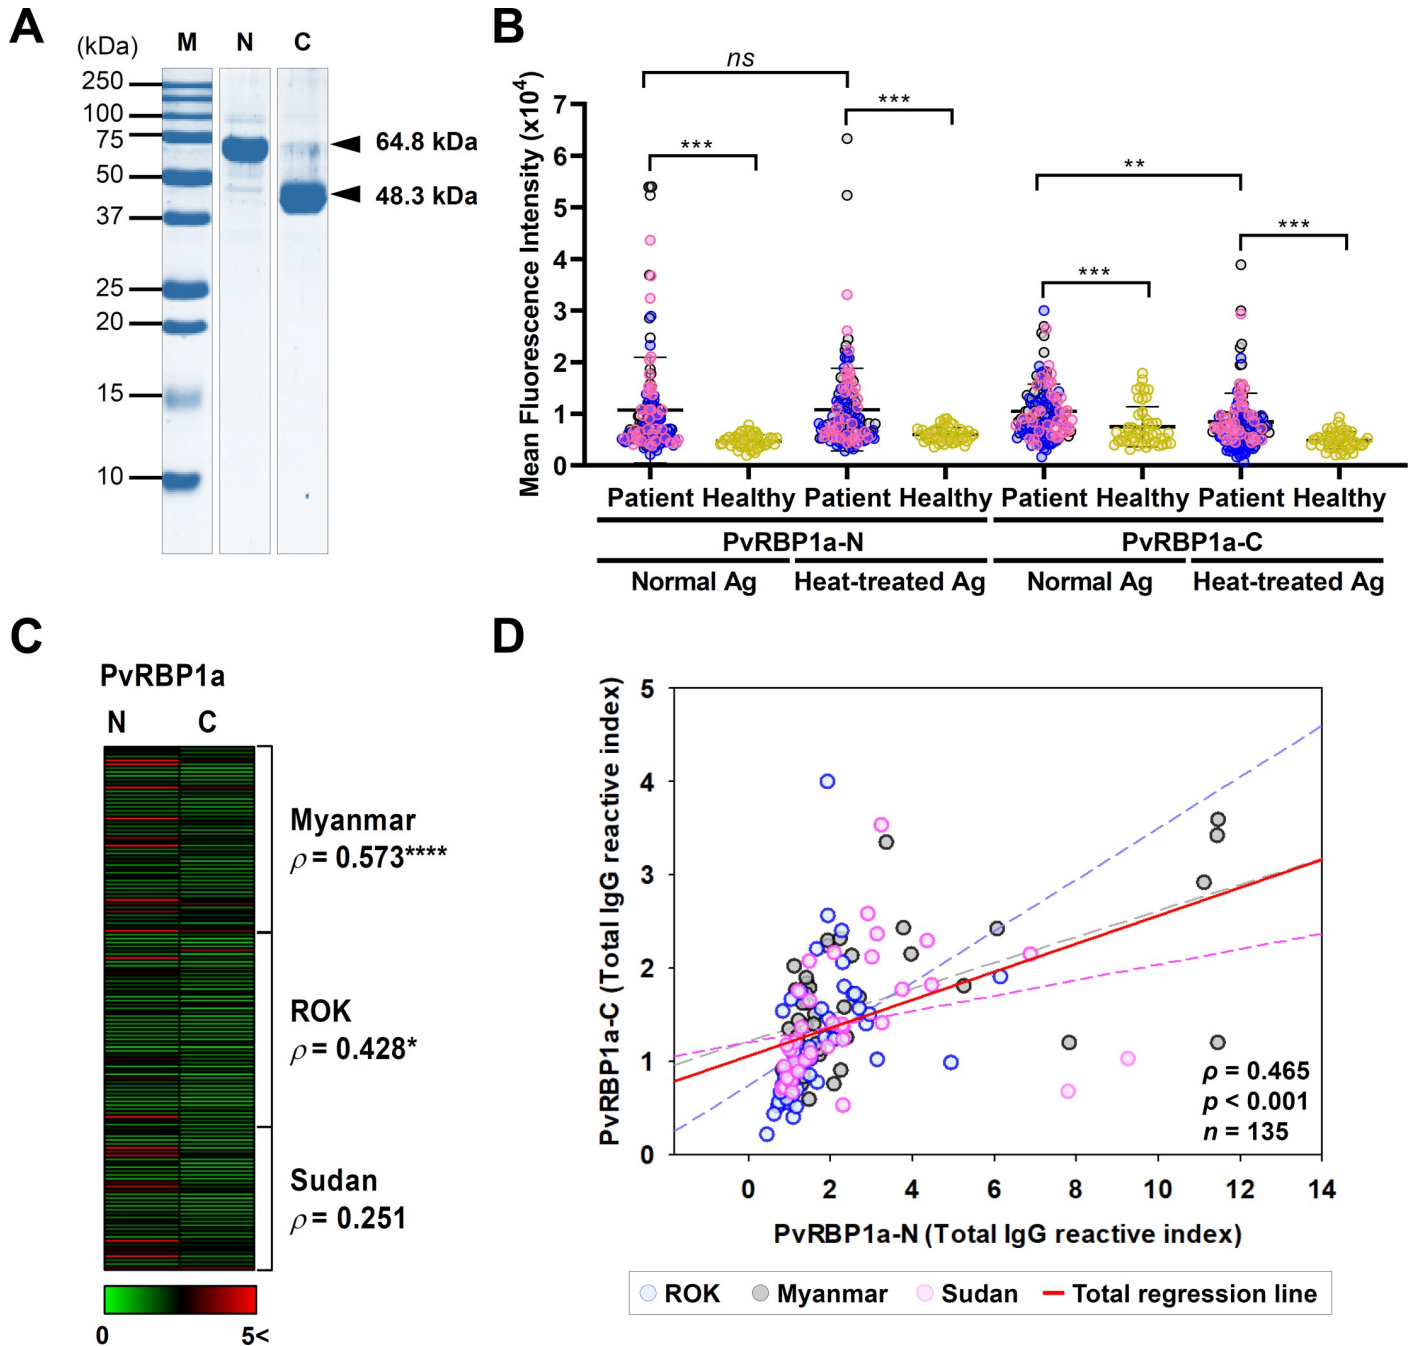 A
(kDa)
M
N
C
250
100
75
50
37
25
20
15
10
64.8 kDa
48.3 kDa
B
Mean Fluorescence Intensity (x10⁴)
7
6
5
4
3
2
1
0
ns
***
***
**
***
***
Patient Healthy Patient Healthy Patient Healthy Patient Healthy
PvRBP1a-N PvRBP1a-C
Normal Ag Heat-treated Ag Normal Ag Heat-treated Ag
C
PvRBP1a
N C
Myanmar
ρ = 0.573****
ROK
ρ = 0.428*
Sudan
ρ = 0.251
0 5<
D
PvRBP1a-C (Total IgG reactive index)
5
4
3
2
1
0
ρ = 0.465
p < 0.001
n = 135
0 2 4 6 8 10 12 14
PvRBP1a-N (Total IgG reactive index)
ROK Myanmar Sudan Total regression line